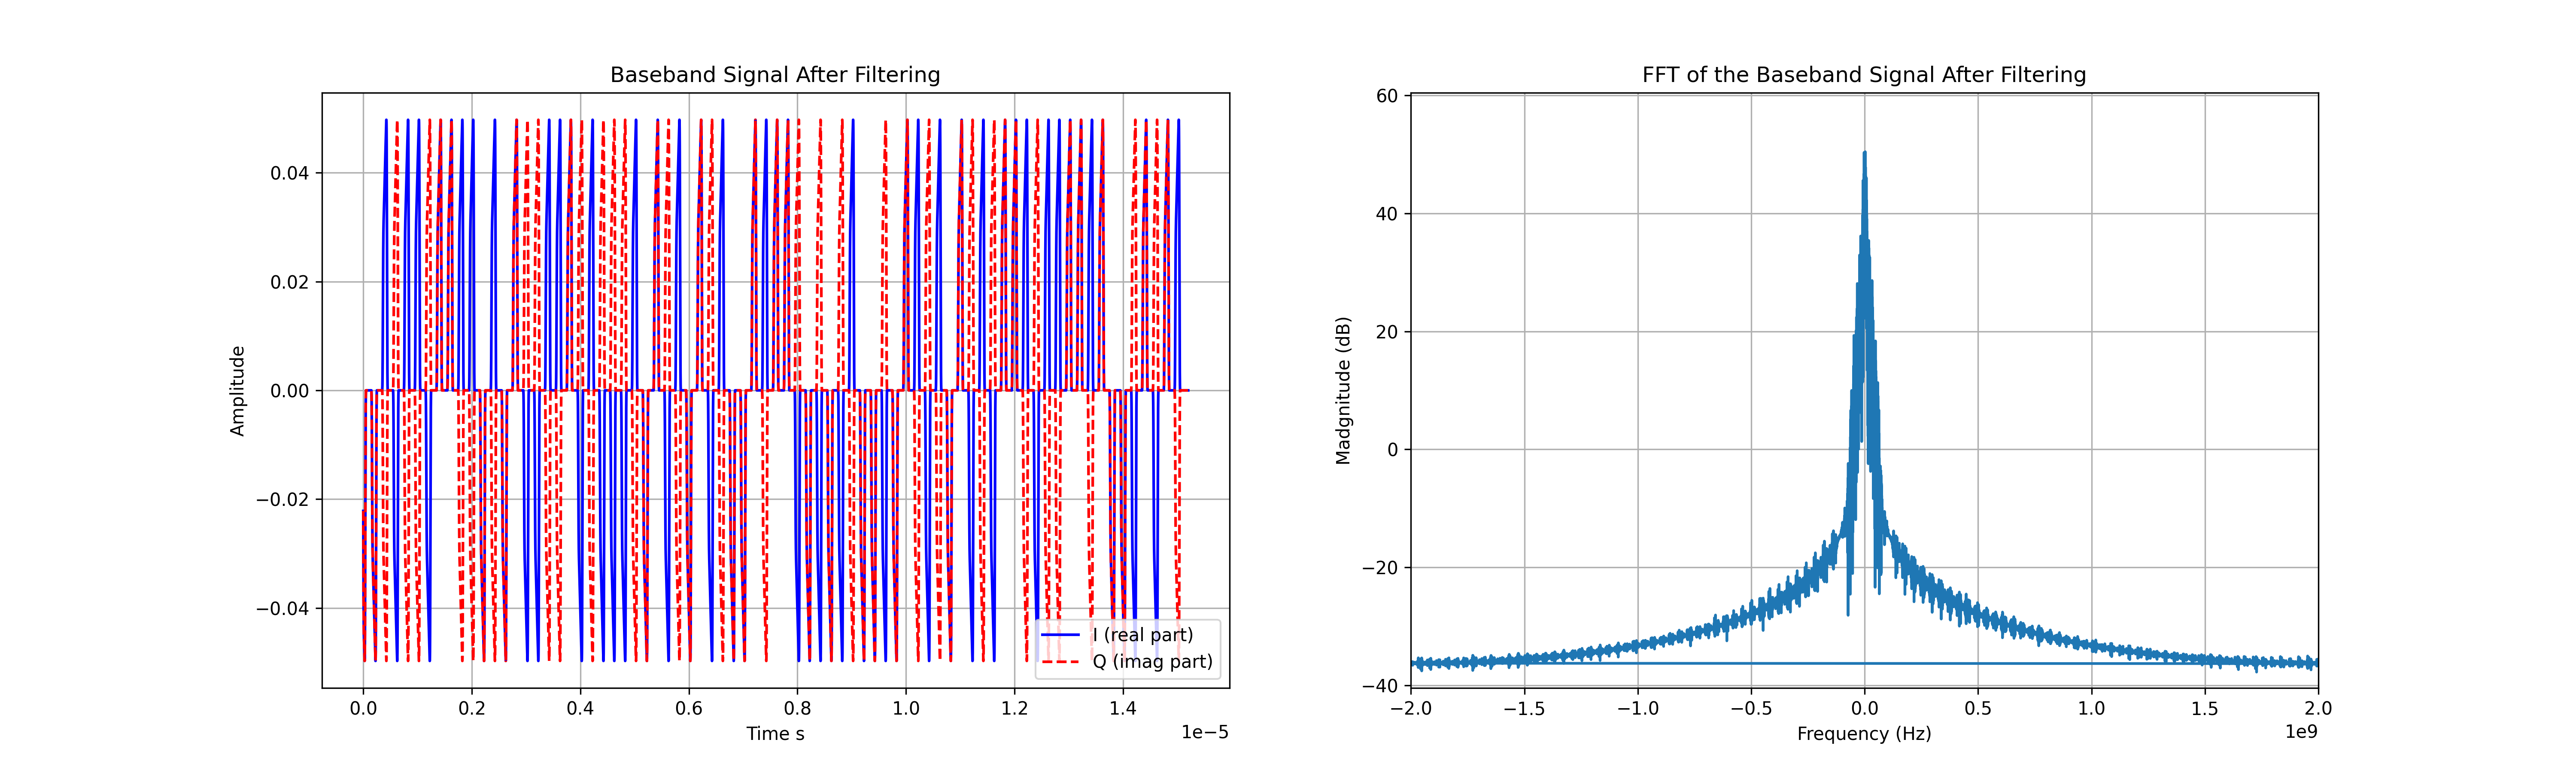 Baseband Signal After Filtering
Amplitude
0.04
0.02
0.00
−0.02
−0.04
0.0 0.2 0.4 0.6 0.8 1.0 1.2 1.4
1e−5
Time s
I (real part)
Q (imag part)
FFT of the Baseband Signal After Filtering
Madgnitude (dB)
60
40
20
0
−20
−40
−2.0 −1.5 −1.0 −0.5 0.0 0.5 1.0 1.5 2.0
1e9
Frequency (Hz)